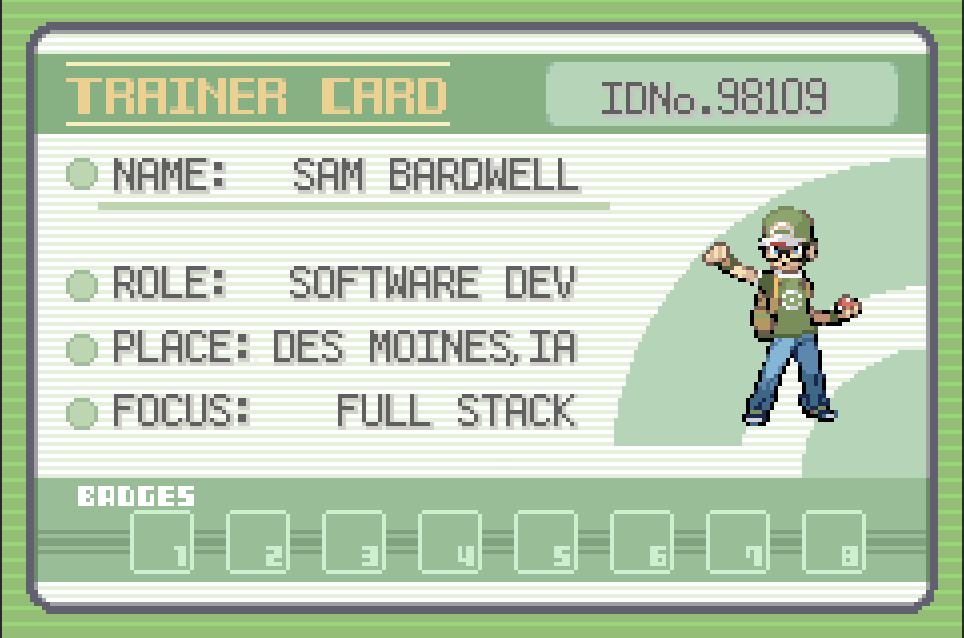 TRAINER CARD
IDNo.98109
NAME: SAM BARDWELL
ROLE: SOFTWARE DEV
PLACE: DES MOINES,IA
FOCUS: FULL STACK
BADGES
1 2 3 4 5 6 7 8